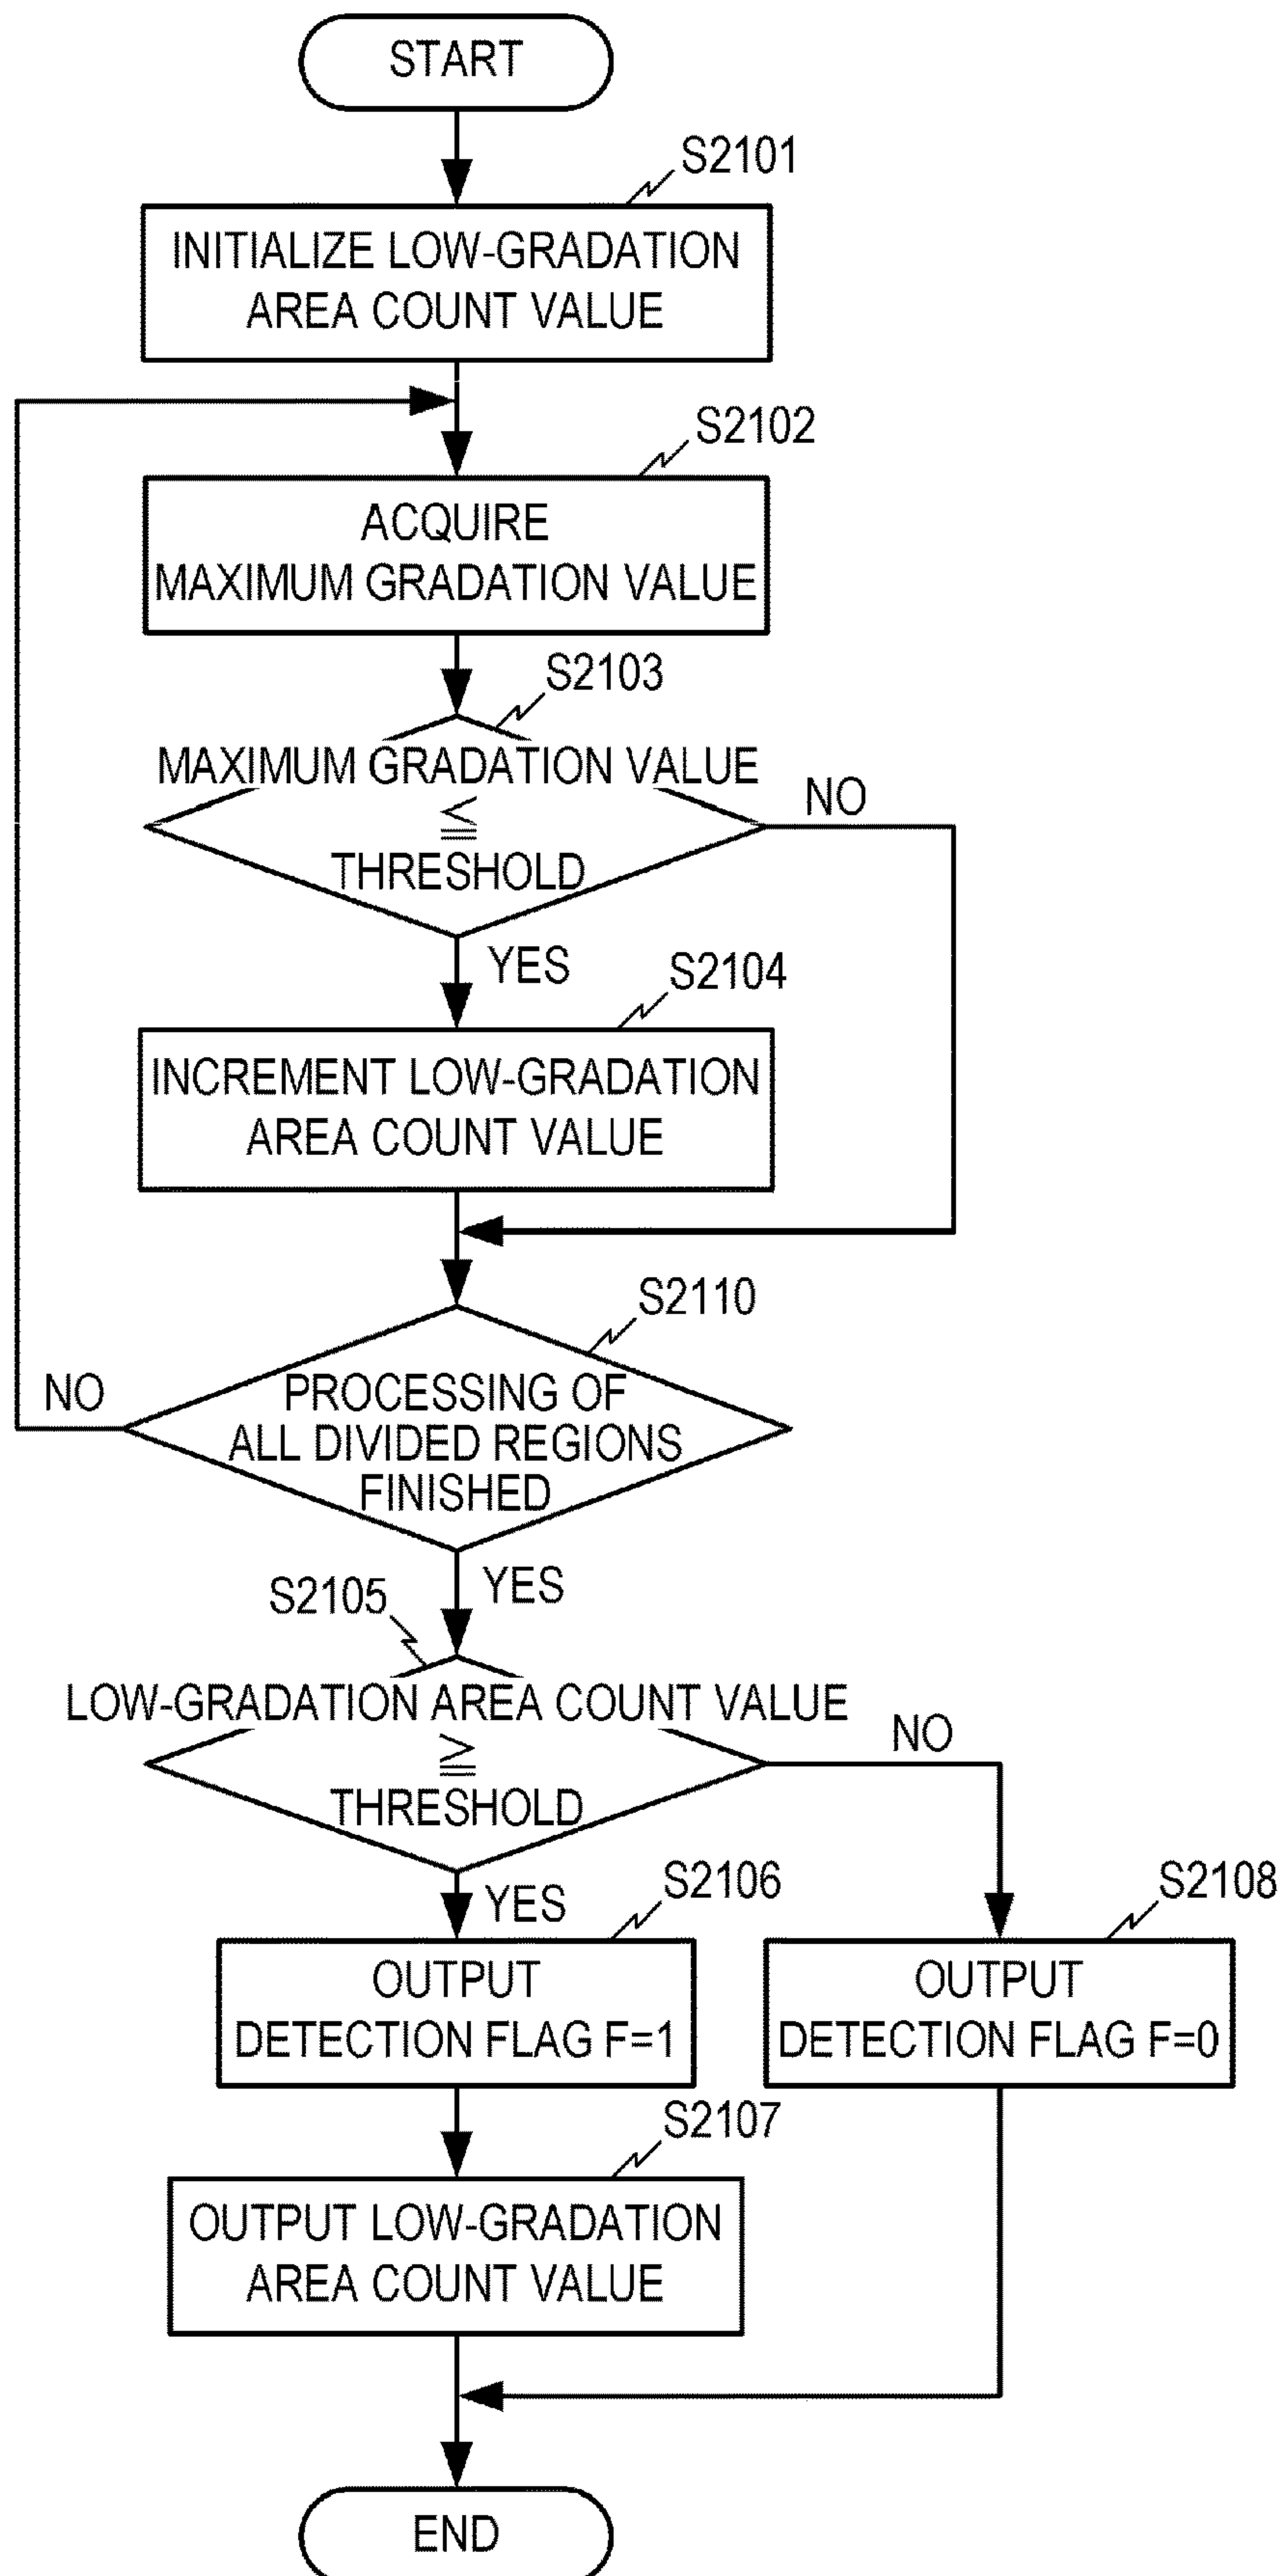 START
S2101
INITIALIZE LOW-GRADATION
AREA COUNT VALUE
S2102
ACQUIRE
MAXIMUM GRADATION VALUE
S2103
MAXIMUM GRADATION VALUE
≦
THRESHOLD
NO
YES
S2104
INCREMENT LOW-GRADATION
AREA COUNT VALUE
S2110
NO
PROCESSING OF
ALL DIVIDED REGIONS
FINISHED
YES
S2105
LOW-GRADATION AREA COUNT VALUE
≧
THRESHOLD
NO
YES
S2106
OUTPUT
DETECTION FLAG F=1
S2108
OUTPUT
DETECTION FLAG F=0
S2107
OUTPUT LOW-GRADATION
AREA COUNT VALUE
END